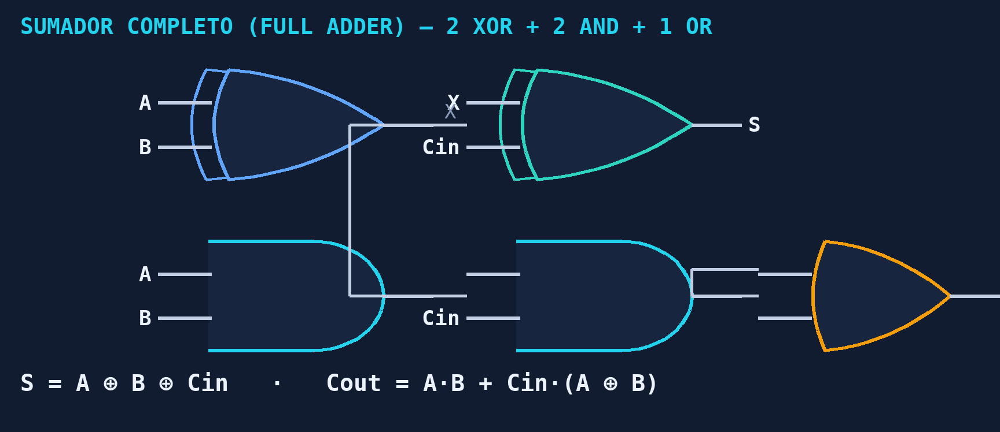 SUMADOR COMPLETO (FULL ADDER) — 2 XOR + 2 AND + 1 OR
A
X
X
B
Cin
S
A
B
Cin
S = A ⊕ B ⊕ Cin · Cout = A·B + Cin·(A ⊕ B)